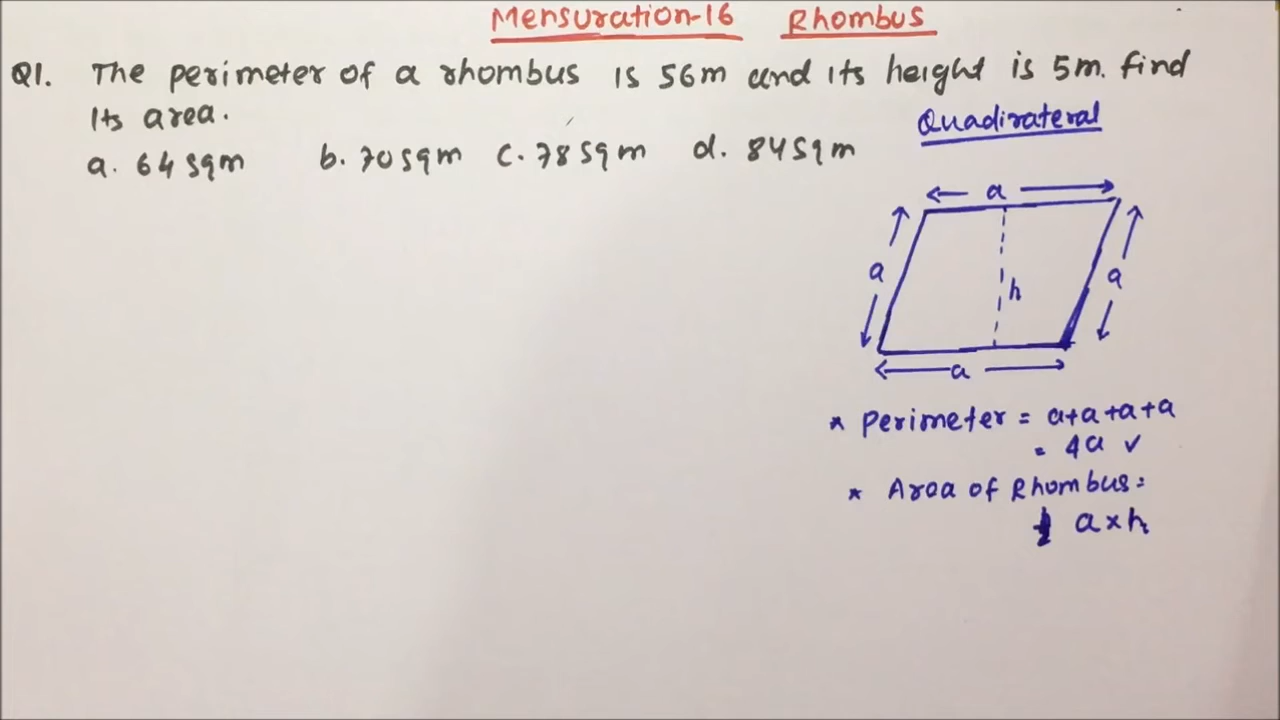 Mensuration-16 Rhombus
Q1. The perimeter of a rhombus is 56m and its height is 5m. find
Its area.
a. 64 sqm b. 70 sqm c. 78 sqm d. 84 sqm
Quadirateral
a
a
a
h
a
* Perimeter = a+a+a+a
= 4a ✓
* Area of Rhombus =
a×h